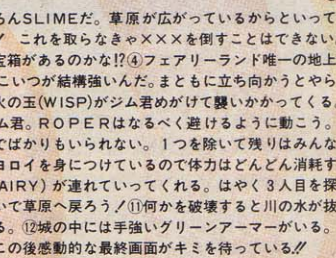 ろんSLIMEだ。草原が広がっているからといって
! これを取らなきゃ×××を倒すことはできない
宝箱があるのかな!?④フェアリーランド唯一の地上
こいつが結構強いんだ。まともに立ち向かうとやら
火の玉(WISP)がジム君めがけて襲いかかってくる
ム君。ROPERはなるべく避けるように動こう。
でばかりもいられない。1つを除いて残りはみんな
ヨロイを身につけているので体力はどんどん消耗す
AIRY)が連れていってくれる。はやく3人目を探
いで草原へ戻ろう!⑪何かを破壊すると川の水が抜
る。⑫城の中には手強いグリーンアーマーがいる。
この後感動的な最終画面がキミを待っている!!